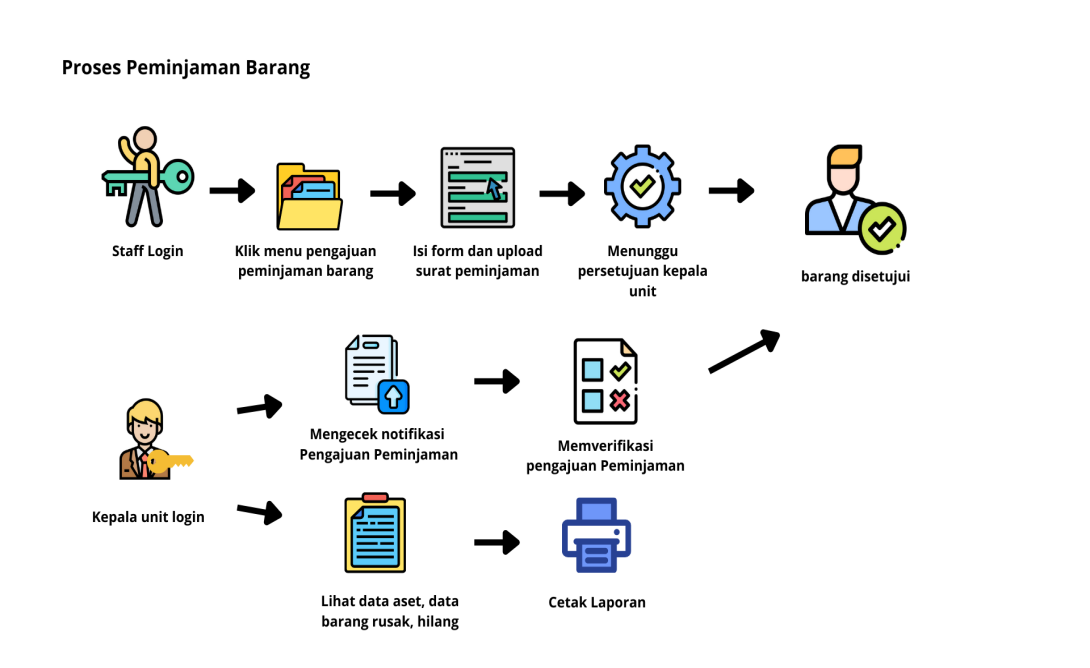 Proses Peminjaman Barang
Staff Login
Klik menu pengajuan
peminjaman barang
Isi form dan upload
surat peminjaman
Menunggu
persetujuan kepala
unit
barang disetujui
Kepala unit login
Mengecek notifikasi
Pengajuan Peminjaman
Memverifikasi
pengajuan Peminjaman
Lihat data aset, data
barang rusak, hilang
Cetak Laporan